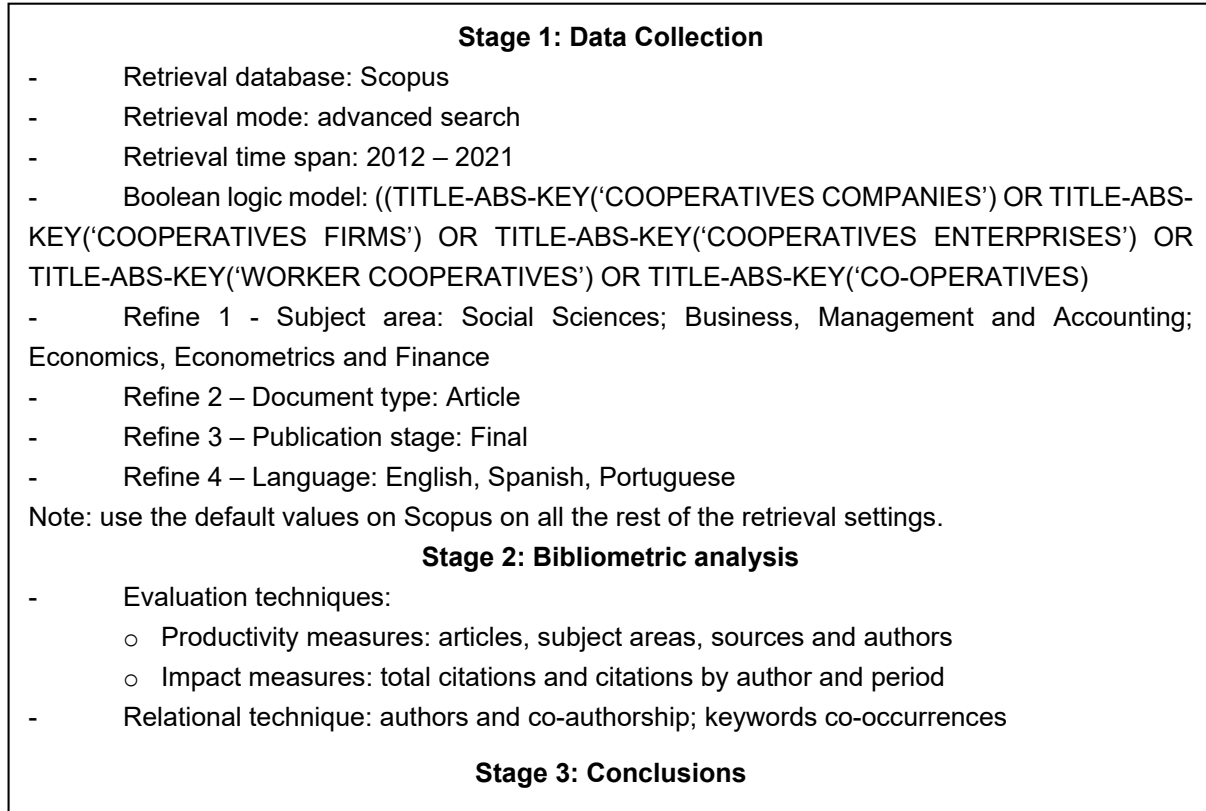 Stage 1: Data Collection
- Retrieval database: Scopus
- Retrieval mode: advanced search
- Retrieval time span: 2012 – 2021
- Boolean logic model: ((TITLE-ABS-KEY(‘COOPERATIVES COMPANIES’) OR TITLE-ABS-
KEY(‘COOPERATIVES FIRMS’) OR TITLE-ABS-KEY(‘COOPERATIVES ENTERPRISES’) OR
TITLE-ABS-KEY(‘WORKER COOPERATIVES’) OR TITLE-ABS-KEY(‘CO-OPERATIVES)
- Refine 1 - Subject area: Social Sciences; Business, Management and Accounting;
Economics, Econometrics and Finance
- Refine 2 – Document type: Article
- Refine 3 – Publication stage: Final
- Refine 4 – Language: English, Spanish, Portuguese
Note: use the default values on Scopus on all the rest of the retrieval settings.
Stage 2: Bibliometric analysis
- Evaluation techniques:
o Productivity measures: articles, subject areas, sources and authors
o Impact measures: total citations and citations by author and period
- Relational technique: authors and co-authorship; keywords co-occurrences
Stage 3: Conclusions